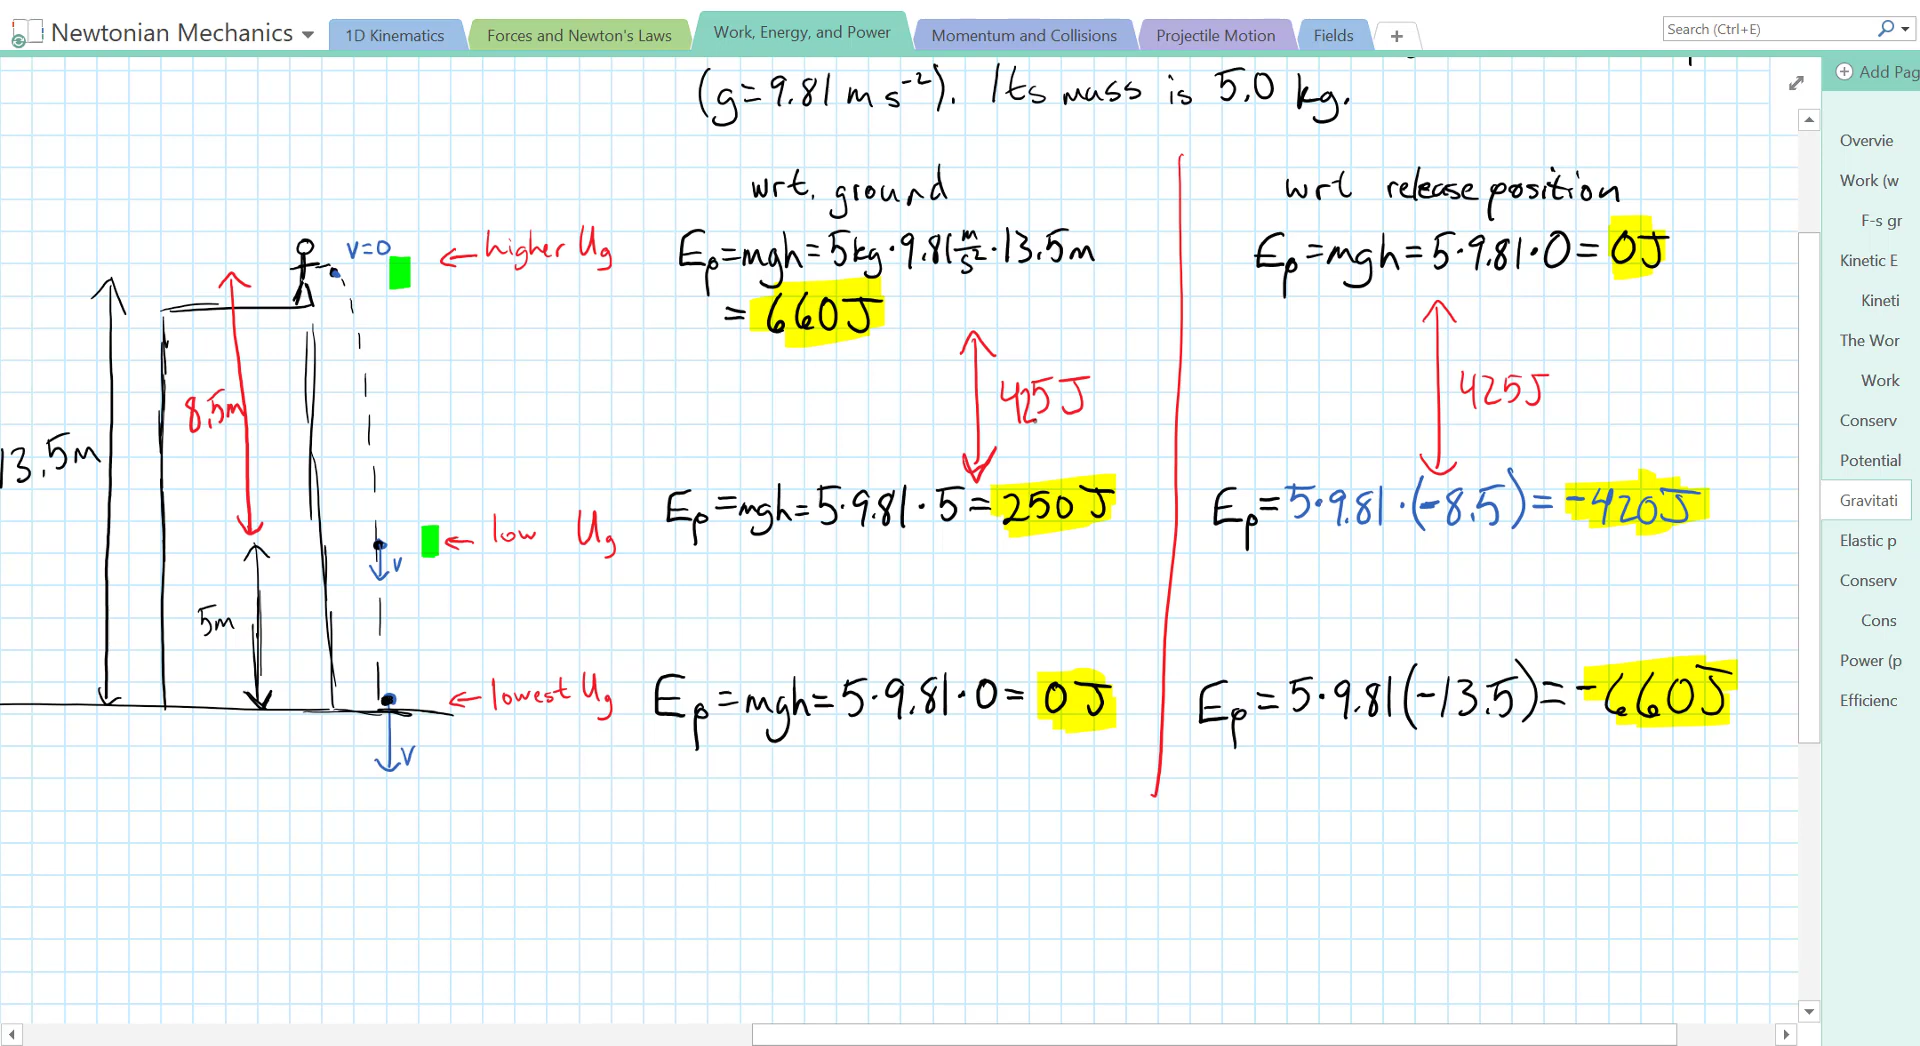 Newtonian Mechanics
1D Kinematics
Forces and Newton's Laws
Work, Energy, and Power
Momentum and Collisions
Projectile Motion
Fields
+
Search (Ctrl+E)
Add Pag
(g=9.81 m s⁻²). Its mass is 5.0 kg.
wrt. ground
wrt release position
v=0
← higher Ug
Ep=mgh=5kg·9.81 m/s²·13.5m
= 660J
Ep=mgh=5·9.81·0=0J
8.5m
425J
425J
13.5m
v
← low Ug
Ep=mgh=5·9.81·5=250J
Ep=5·9.81·(-8.5)=-420J
5m
← lowest Ug
Ep=mgh=5·9.81·0=0J
Ep=5·9.81(-13.5)=-660J
v
Overvie
Work (w
F-s gr
Kinetic E
Kineti
The Wor
Work
Conserv
Potential
Gravitati
Elastic p
Conserv
Cons
Power (p
Efficienc